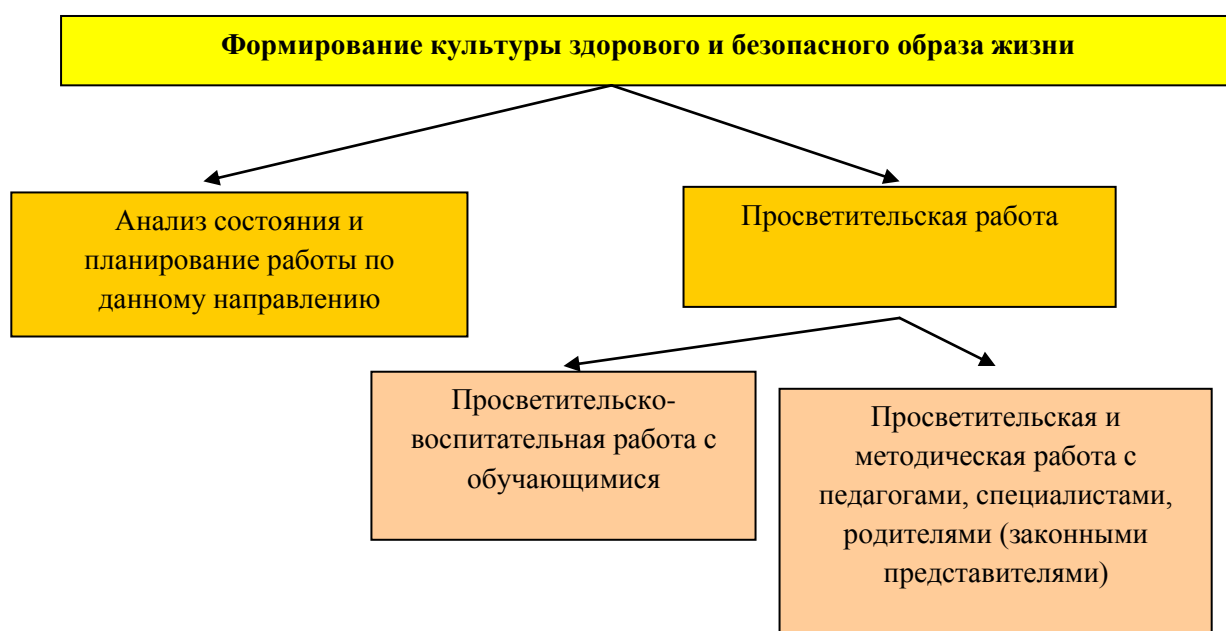 Формирование культуры здорового и безопасного образа жизни
Анализ состояния и
планирование работы по
данному направлению
Просветительская работа
Просветительско-
воспитательная работа с
обучающимися
Просветительская и
методическая работа с
педагогами, специалистами,
родителями (законными
представителями)